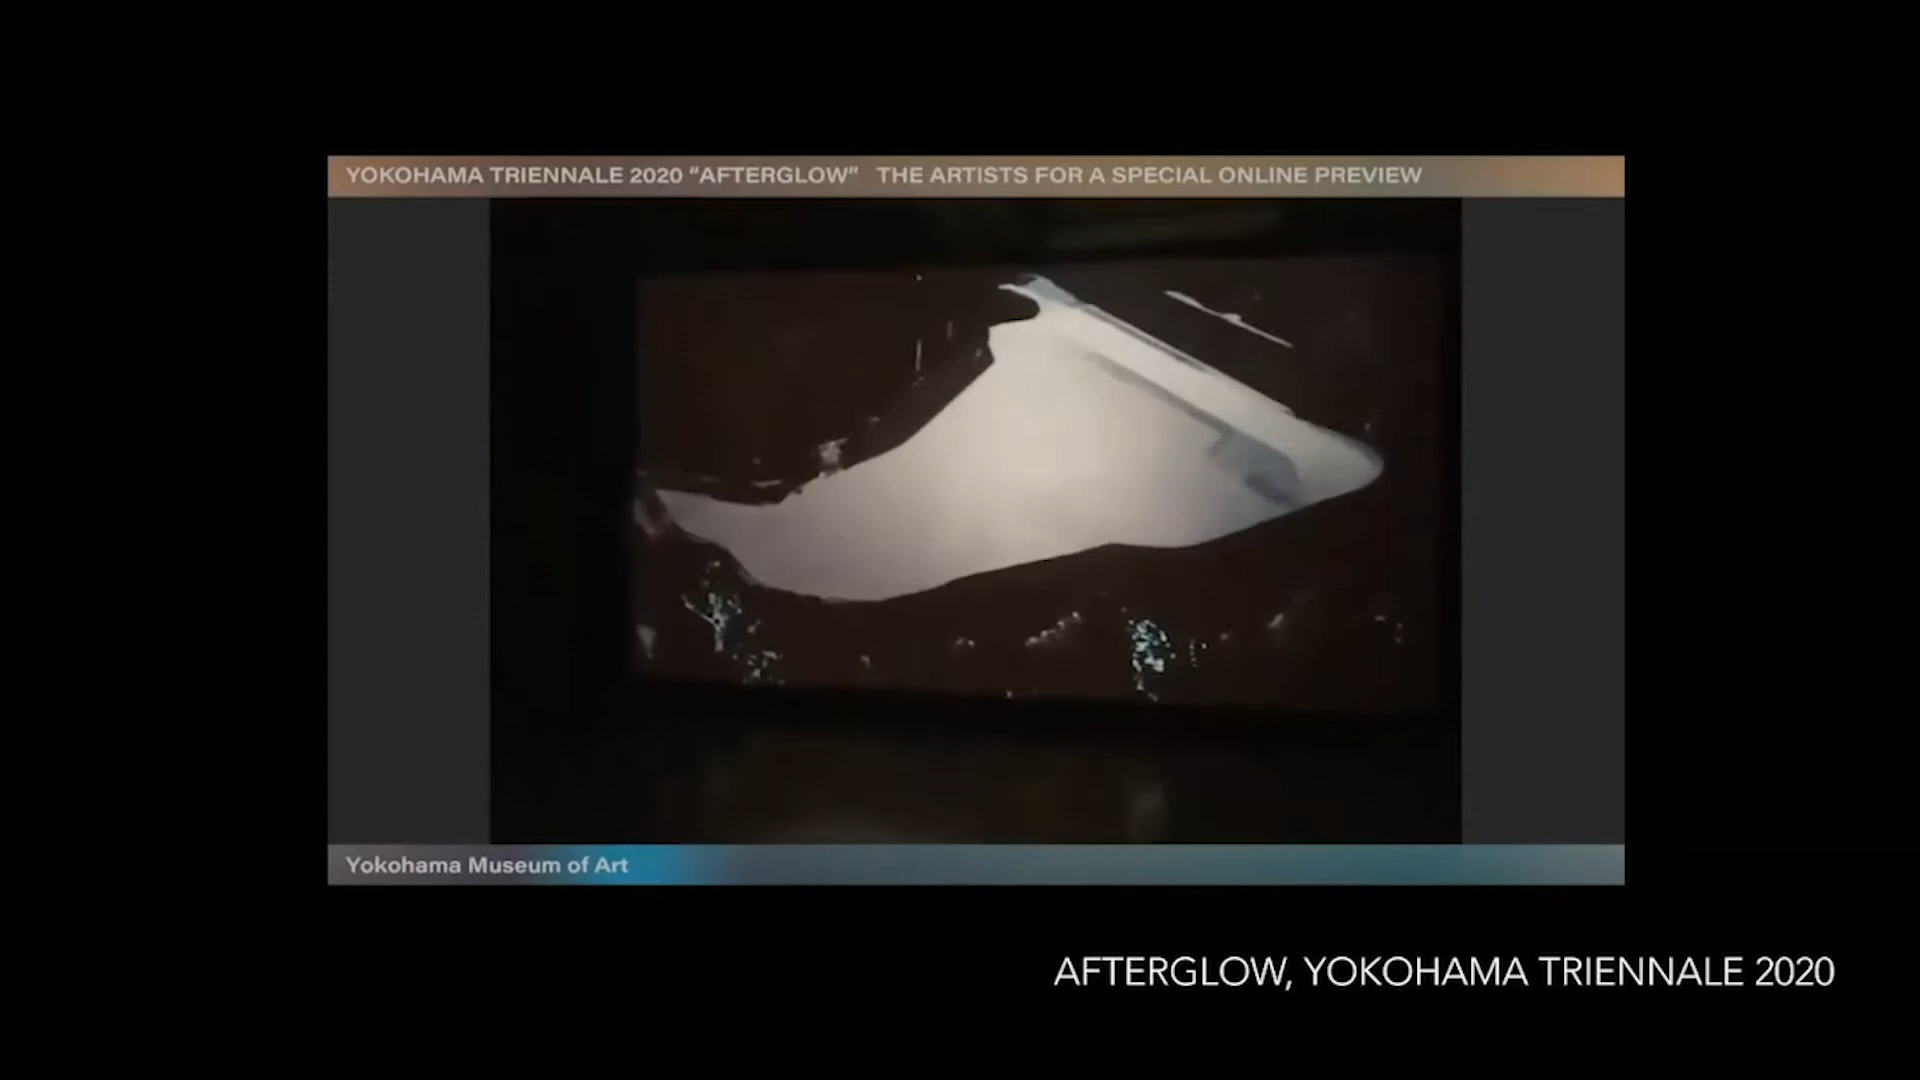 YOKOHAMA TRIENNALE 2020 “AFTERGLOW” THE ARTISTS FOR A SPECIAL ONLINE PREVIEW
Yokohama Museum of Art
AFTERGLOW, YOKOHAMA TRIENNALE 2020